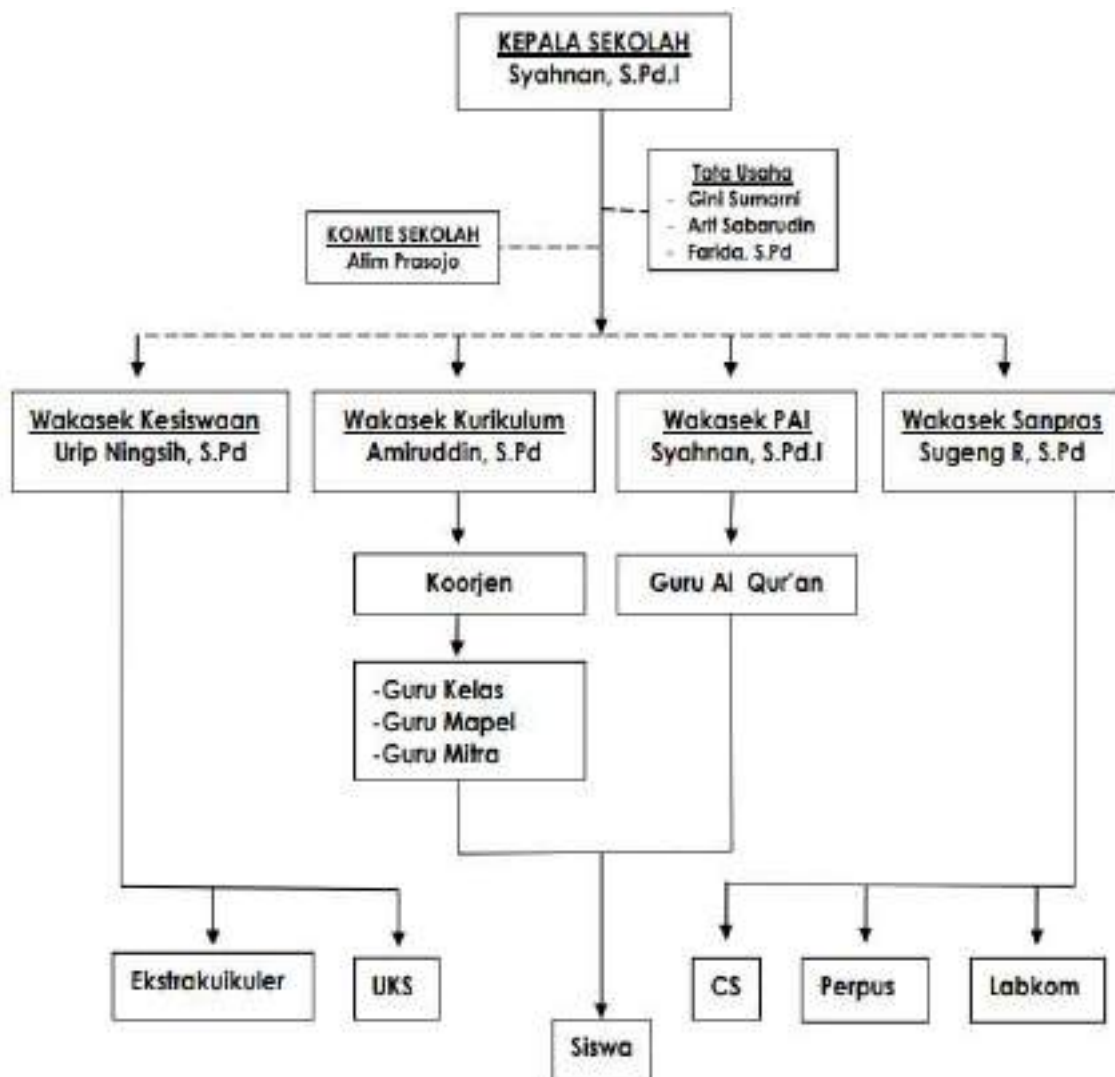 KEPALA SEKOLAH
Syahnan, S.Pd.I
Tata Usaha
- Gini Sumarni
- Arif Sabarudin
- Farida, S.Pd
KOMITE SEKOLAH
Alim Prasojo
Wakasek Kesiswaan
Urip Ningsih, S.Pd
Wakasek Kurikulum
Amiruddin, S.Pd
Wakasek PAI
Syahnan, S.Pd.I
Wakasek Sanpras
Sugeng R, S.Pd
Koorjen
Guru Al Qur'an
-Guru Kelas
-Guru Mapel
-Guru Mitra
Ekstrakuikuler
UKS
CS
Perpus
Labkom
Siswa